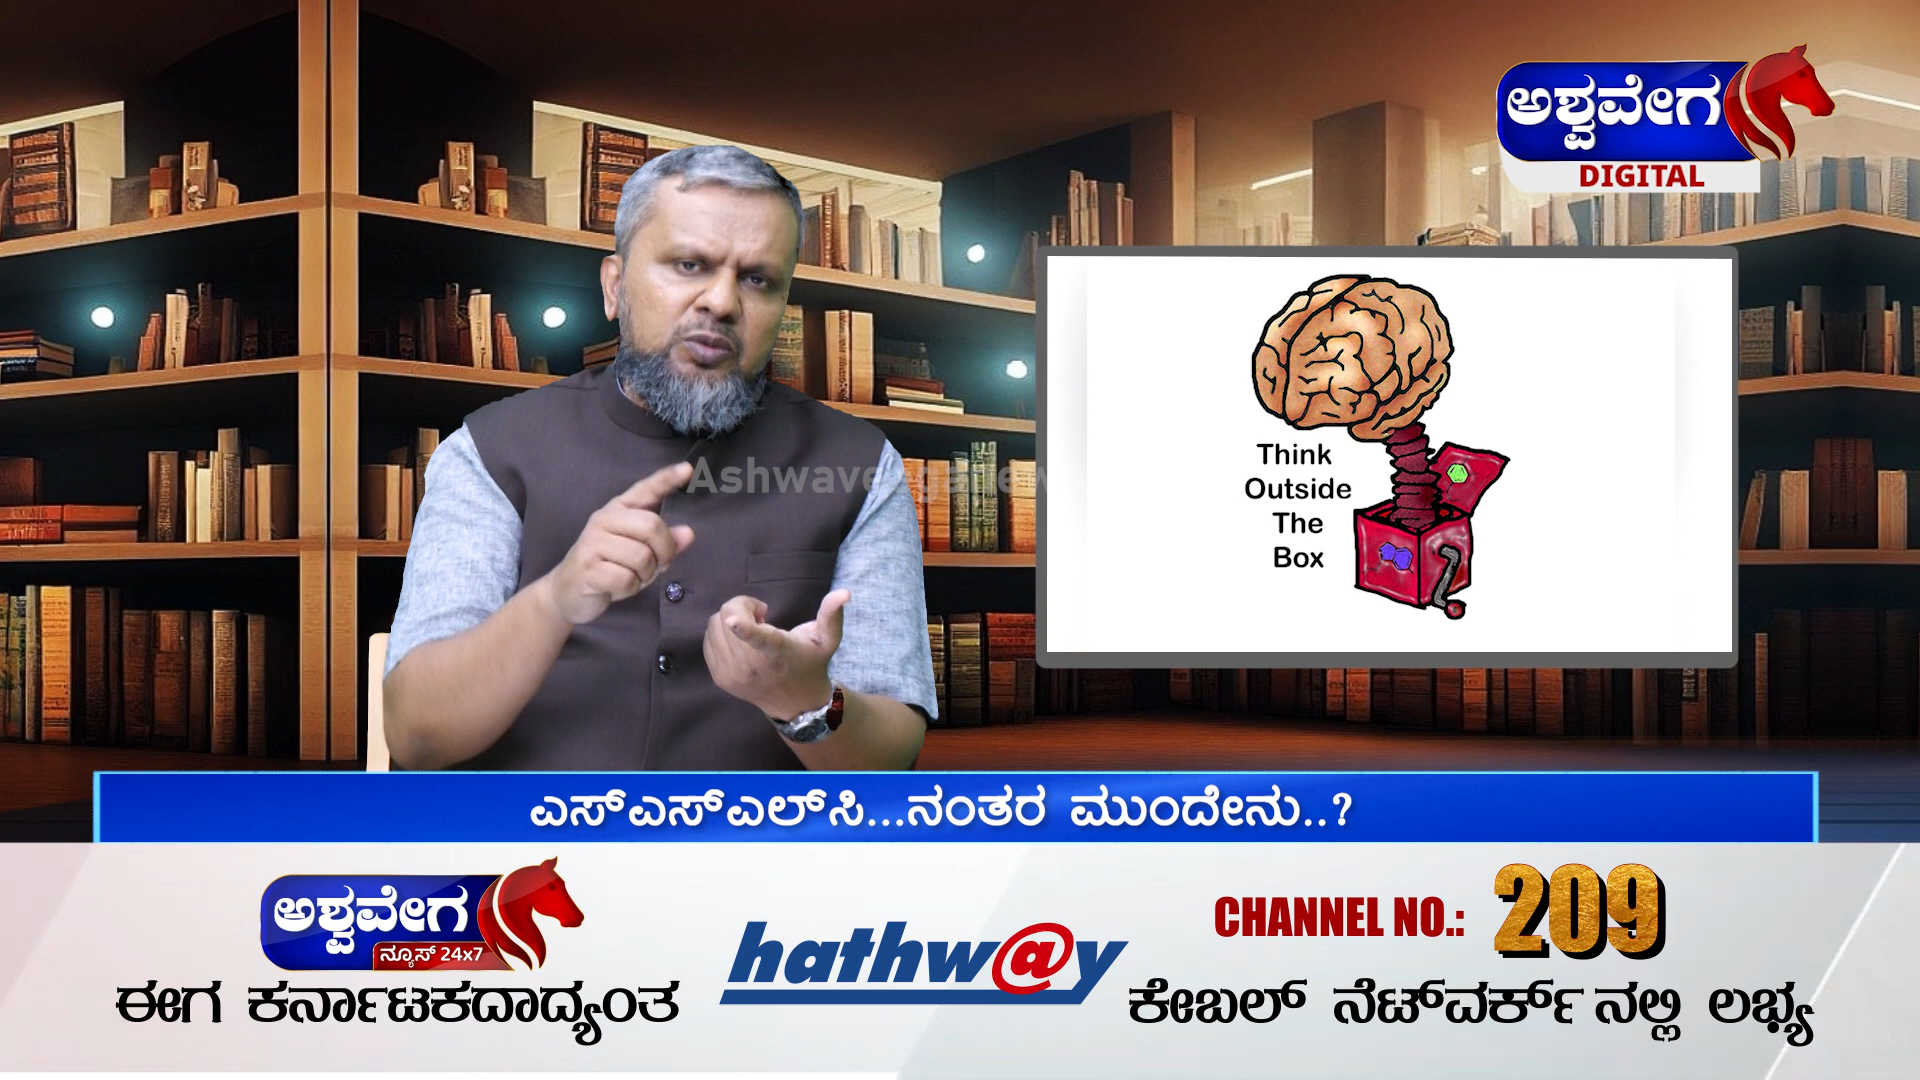 ಅಶ್ವವೇಗ
DIGITAL
Think
Outside
The
Box
ಎಸ್ಎಸ್ಎಲ್‌ಸಿ...ನಂತರ ಮುಂದೇನು..?
ಅಶ್ವವೇಗ
ನ್ಯೂಸ್ 24x7
ಈಗ ಕರ್ನಾಟಕದಾದ್ಯಂತ
hathw@y
CHANNEL NO.: 209
ಕೇಬಲ್ ನೆಟ್‌ವರ್ಕ್ ನಲ್ಲಿ ಲಭ್ಯ